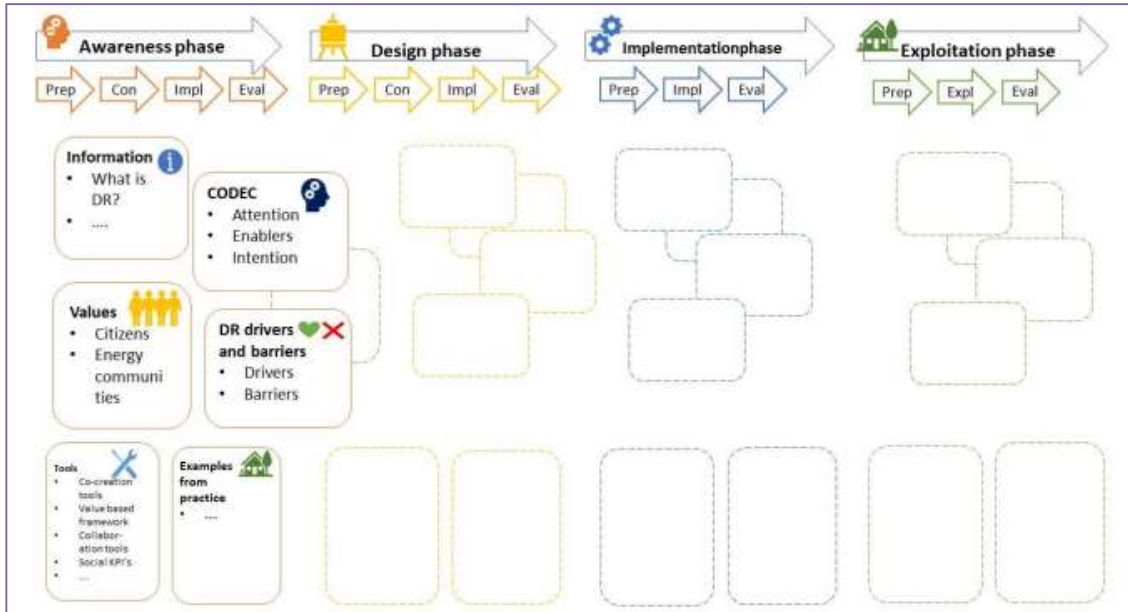 Awareness phase
Design phase
Implementationphase
Exploitation phase
Prep
Con
Impl
Eval
Prep
Con
Impl
Eval
Prep
Impl
Eval
Prep
Expl
Eval
Information
• What is
DR?
• ....
CODEC
• Attention
• Enablers
• Intention
Values
• Citizens
• Energy
communi
ties
DR drivers
and barriers
• Drivers
• Barriers
Tools
• Co-creation
tools
• Value based
framework
• Collabor-
ation tools
• Social KPI's
• ....
Examples
from
practice
• ....